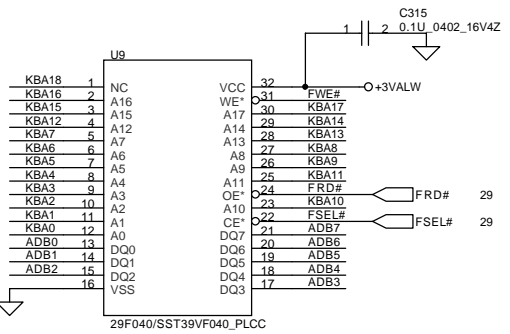 C315
1 2 0.1U_0402_16V4Z
U9
KBA18 1 NC VCC 32 +3VALW
KBA16 2 A16 WE* 31 FWE#
KBA15 3 A15 A17 30 KBA17
KBA12 4 A12 A14 29 KBA14
KBA7 5 A7 A13 28 KBA13
KBA6 6 A6 A8 27 KBA8
KBA5 7 A5 A9 26 KBA9
KBA4 8 A4 A11 25 KBA11
KBA3 9 A3 OE* 24 FRD# FRD# 29
KBA2 10 A2 A10 23 KBA10
KBA1 11 A1 CE* 22 FSEL# FSEL# 29
KBA0 12 A0 DQ7 21 ADB7
ADB0 13 DQ0 DQ6 20 ADB6
ADB1 14 DQ1 DQ5 19 ADB5
ADB2 15 DQ2 DQ4 18 ADB4
16 VSS DQ3 17 ADB3
29F040/SST39VF040_PLCC